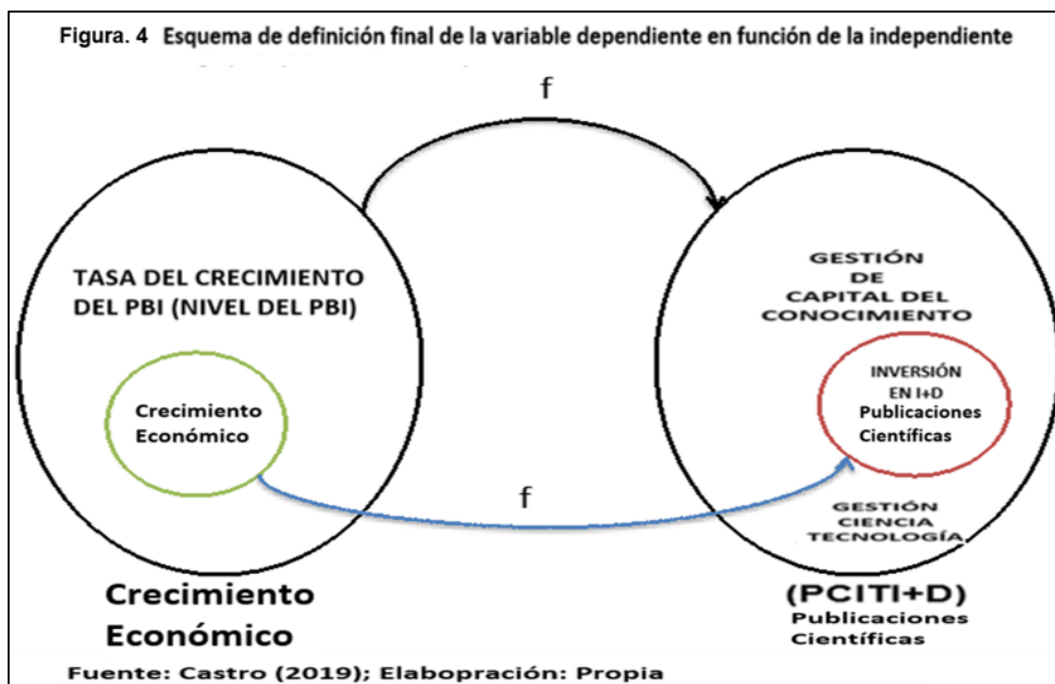 Figura. 4 Esquema de definición final de la variable dependiente en función de la independiente
f
TASA DEL CRECIMIENTO
DEL PBI (NIVEL DEL PBI)
Crecimiento
Económico
GESTIÓN
DE
CAPITAL DEL
CONOCIMIENTO
INVERSIÓN
EN I+D
Publicaciones
Científicas
f
GESTIÓN
CIENCIA
TECNOLOGÍA
Crecimiento
Económico
(PCITI+D)
Publicaciones
Científicas
Fuente: Castro (2019); Elabopración: Propia